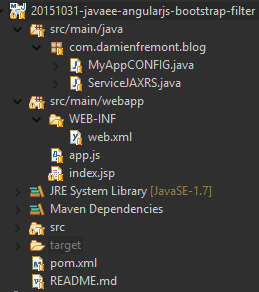 20151031-javaee-angularjs-bootstrap-filter
src/main/java
com.damienfremont.blog
MyAppCONFIG.java
ServiceJAXRS.java
src/main/webapp
WEB-INF
web.xml
app.js
index.jsp
JRE System Library [JavaSE-1.7]
Maven Dependencies
src
target
pom.xml
README.md